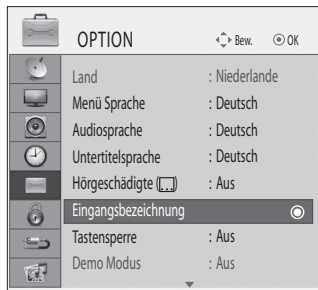 OPTION Bew. OK
Land : Niederlande
Menü Sprache : Deutsch
Audiosprache : Deutsch
Untertitelsprache : Deutsch
Hörgeschädigte ( ) : Aus
Eingangsbezeichnung
Tastensperre : Aus
Demo Modus : Aus